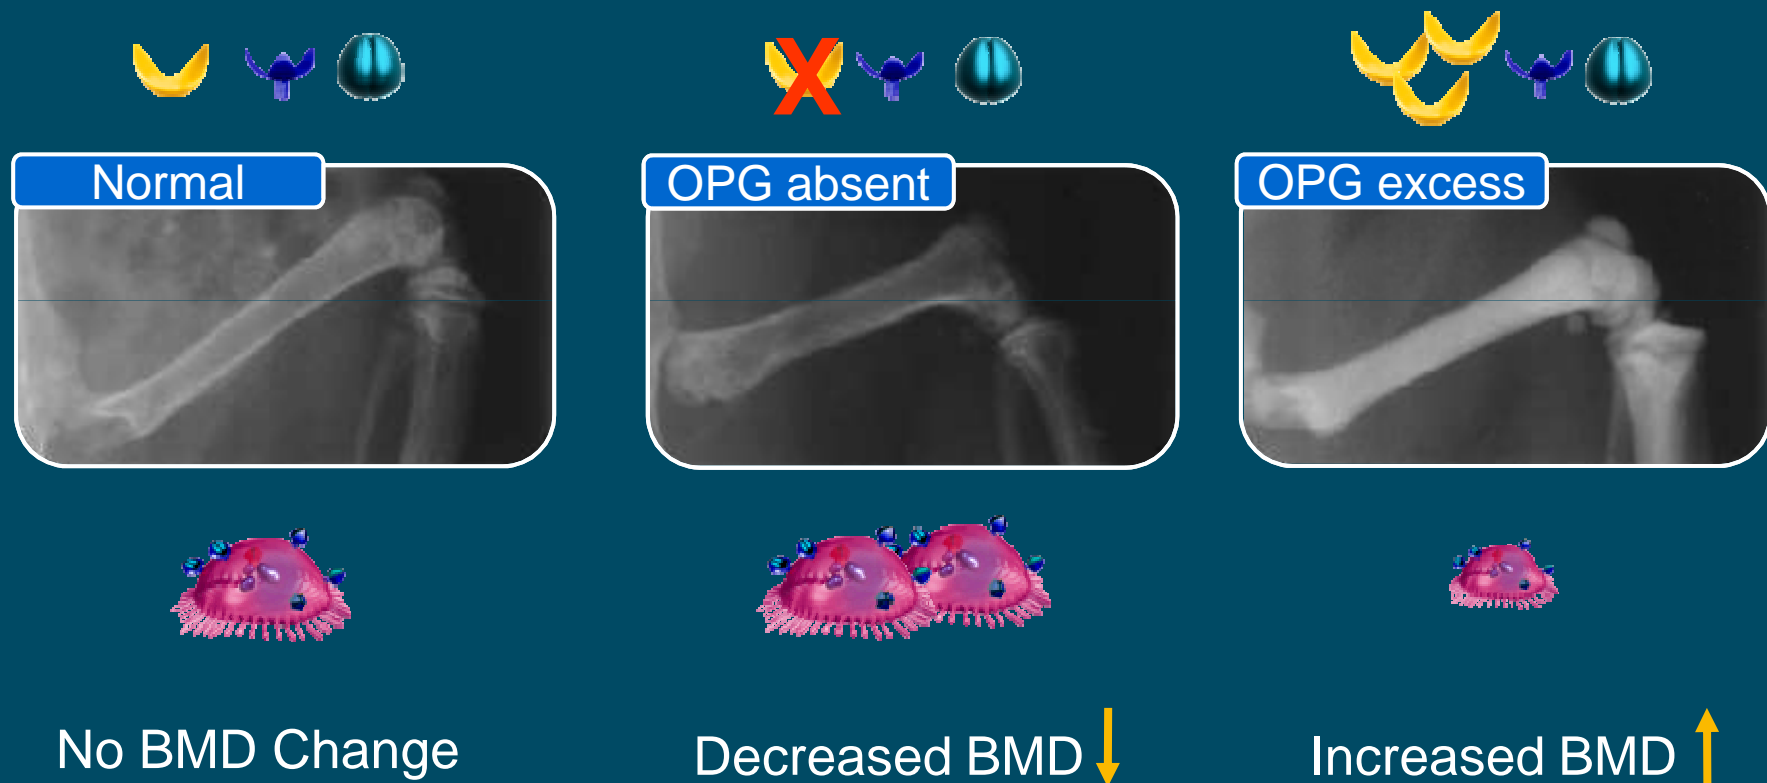 Normal
OPG absent
OPG excess
No BMD Change
Decreased BMD
Increased BMD